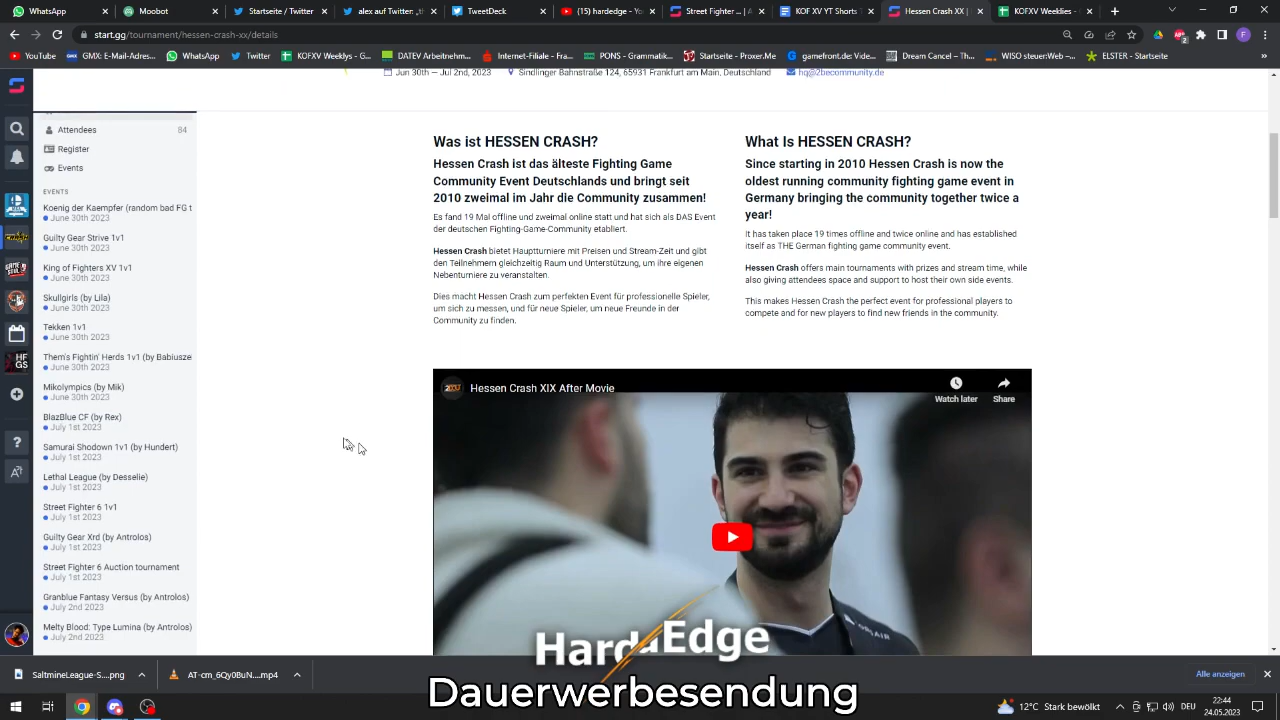 Startseite / Twitter
Modbot
WhatsApp
alex auf Twitter: „th
TweetDeck
(15) hardedge - You
Street Fighter ... | A
KOF XV YT Shorts T
Hessen Crash XX |
KOFXV Weeklies -
start.gg/tournament/hessen-crash-xx/details
YouTube
GMX: E-Mail-Adres...
WhatsApp
Twitter
KOFXV Weeklys - G...
DATEV Arbeitnehm...
Internet-Filiale - Fra...
PONS - Grammatik...
Startseite - Proxer.Me
gamefront.de: Vide...
Dream Cancel – Th...
WISO steuer:Web -...
ELSTER - Startseite
Jun 30th — Jul 2nd, 2023
Sindlinger Bahnstraße 124, 65931 Frankfurt am Main, Deutschland
hq@2becommunity.de
Attendees 84
Register
Events
EVENTS
Koenig der Kaempfer (random bad FG t
June 30th 2023
Guilty Gear Strive 1v1
June 30th 2023
King of Fighters XV 1v1
June 30th 2023
Skullgirls (by Lila)
June 30th 2023
Tekken 1v1
June 30th 2023
Them's Fightin' Herds 1v1 (by Babiusze
June 30th 2023
Mikolympics (by Mik)
June 30th 2023
BlazBlue CF (by Rex)
July 1st 2023
Samurai Shodown 1v1 (by Hundert)
July 1st 2023
Lethal League (by Desselie)
July 1st 2023
Street Fighter 6 1v1
July 1st 2023
Guilty Gear Xrd (by Antrolos)
July 1st 2023
Street Fighter 6 Auction tournament
July 1st 2023
Granblue Fantasy Versus (by Antrolos)
July 2nd 2023
Melty Blood: Type Lumina (by Antrolos)
July 2nd 2023
Was ist HESSEN CRASH?
Hessen Crash ist das älteste Fighting Game
Community Event Deutschlands und bringt seit
2010 zweimal im Jahr die Community zusammen!
Es fand 19 Mal offline und zweimal online statt und hat sich als DAS Event
der deutschen Fighting-Game-Community etabliert.
Hessen Crash bietet Hauptturniere mit Preisen und Stream-Zeit und gibt
den Teilnehmern gleichzeitig Raum und Unterstützung, um ihre eigenen
Nebenturniere zu veranstalten.
Dies macht Hessen Crash zum perfekten Event für professionelle Spieler,
um sich zu messen, und für neue Spieler, um neue Freunde in der
Community zu finden.
What Is HESSEN CRASH?
Since starting in 2010 Hessen Crash is now the
oldest running community fighting game event in
Germany bringing the community together twice a
year!
It has taken place 19 times offline and twice online and has established
itself as THE German fighting game community event.
Hessen Crash offers main tournaments with prizes and stream time, while
also giving attendees space and support to host their own side events.
This makes Hessen Crash the perfect event for professional players to
compete and for new players to find new friends in the community.
Hessen Crash XIX After Movie
Watch later
Share
HardEdge
Dauerwerbesendung
SaltmineLeague-S....png
AT-cm_6Qy0BuN....mp4
Alle anzeigen
12°C Stark bewölkt
DEU
22:44
24.05.2023